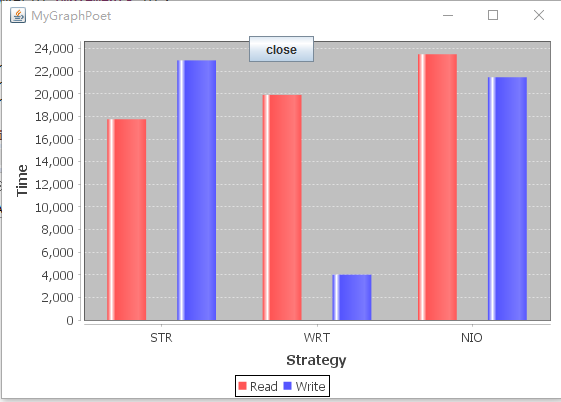 MyGraphPoet
close
24,000
22,000
20,000
18,000
16,000
14,000
12,000
10,000
8,000
6,000
4,000
2,000
0
Time
STR WRT NIO
Strategy
Read Write